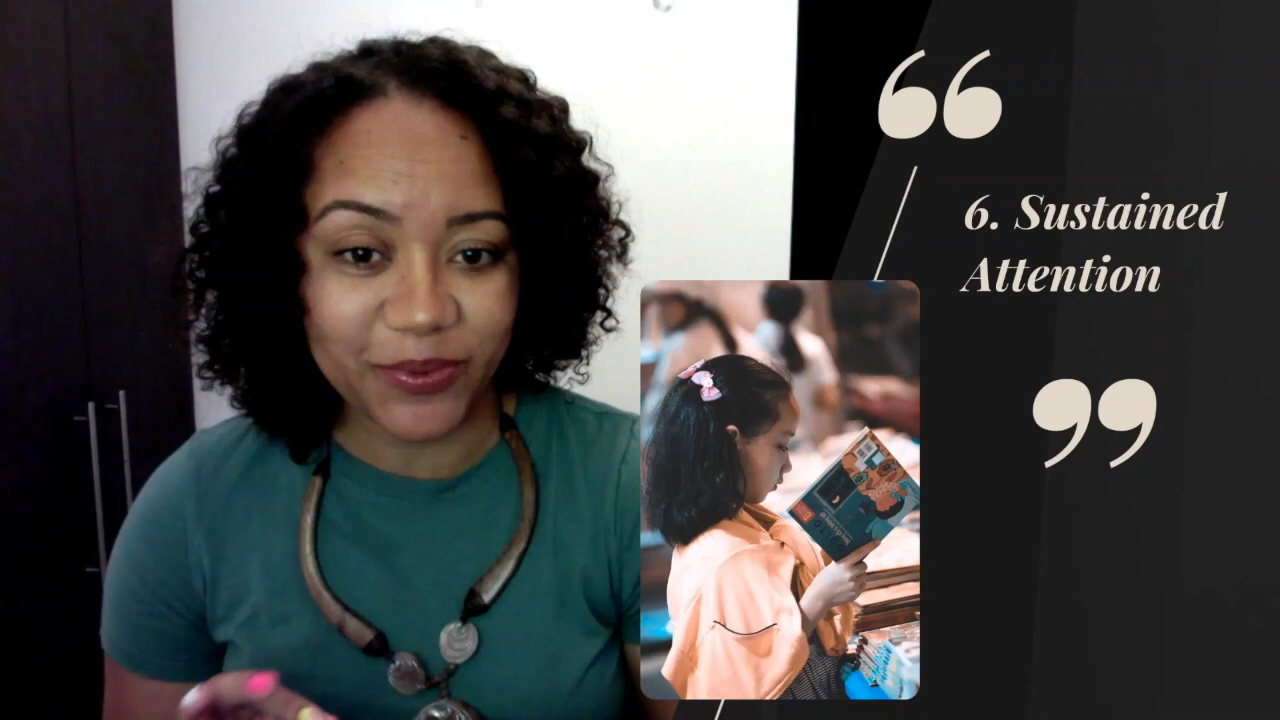 “
6. Sustained
Attention
”